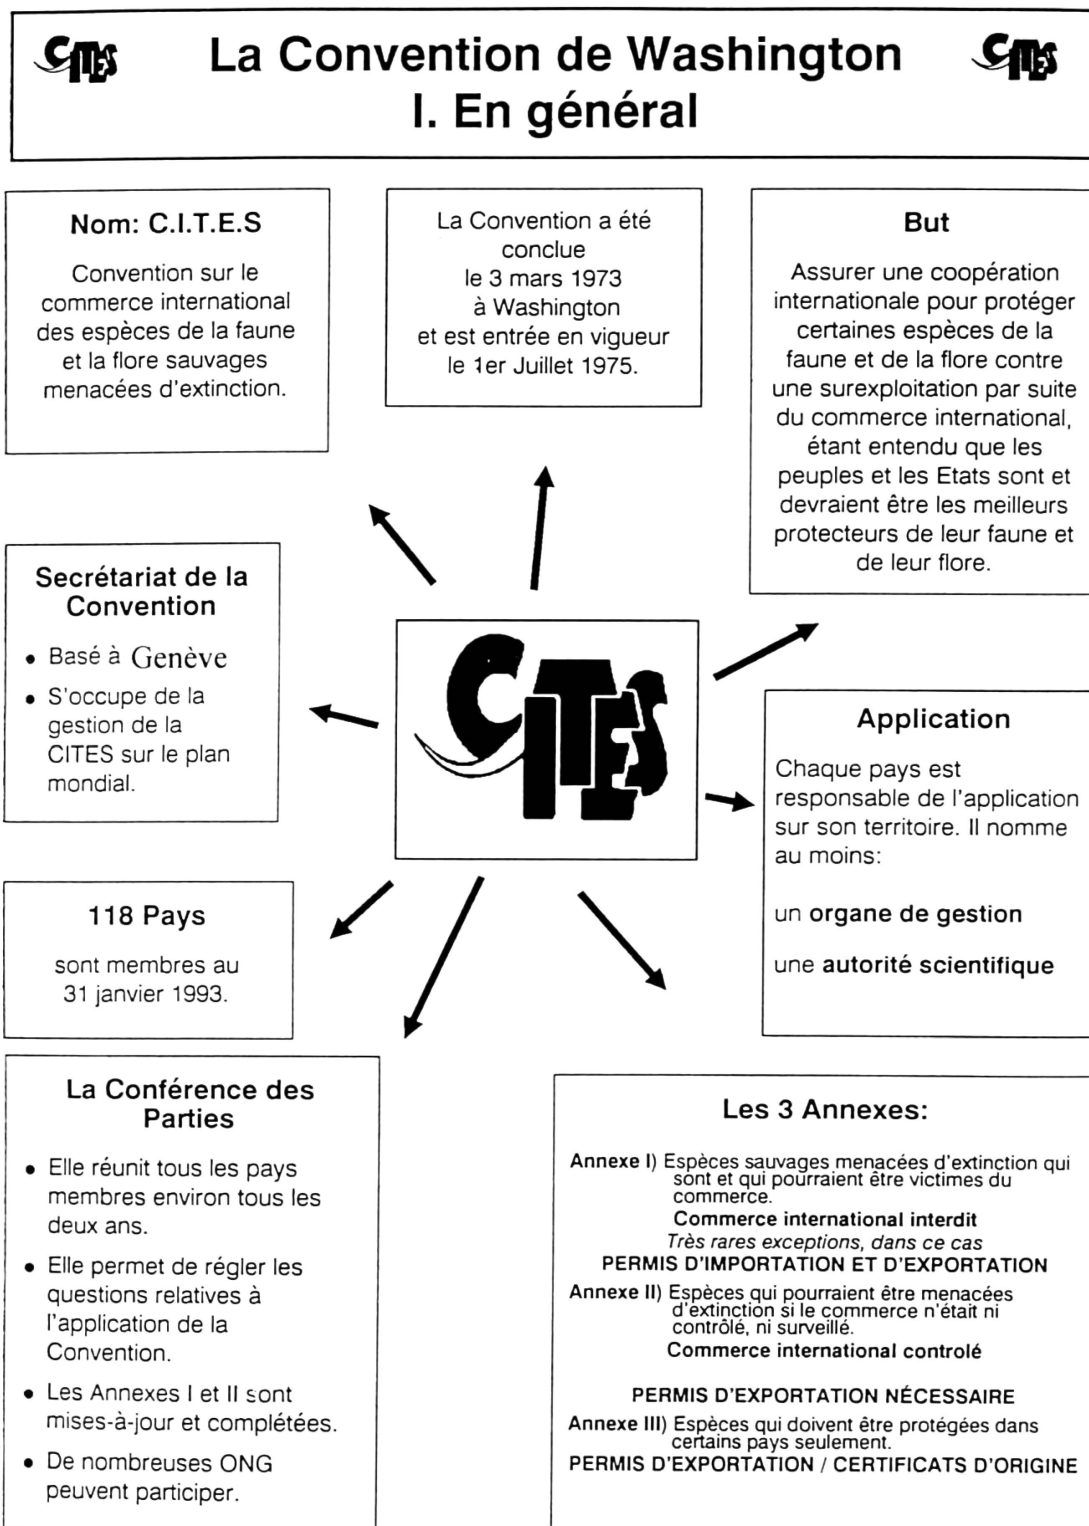 CITES
La Convention de Washington
I. En général
CITES
Nom: C.I.T.E.S
Convention sur le
commerce international
des espèces de la faune
et la flore sauvages
menacées d'extinction.
La Convention a été
conclue
le 3 mars 1973
à Washington
et est entrée en vigueur
le 1er Juillet 1975.
But
Assurer une coopération
internationale pour protéger
certaines espèces de la
faune et de la flore contre
une surexploitation par suite
du commerce international,
étant entendu que les
peuples et les Etats sont et
devraient être les meilleurs
protecteurs de leur faune et
de leur flore.
Secrétariat de la
Convention
• Basé à Genève
• S'occupe de la
gestion de la
CITES sur le plan
mondial.
CITES
Application
Chaque pays est
responsable de l'application
sur son territoire. Il nomme
au moins:
un organe de gestion
une autorité scientifique
118 Pays
sont membres au
31 janvier 1993.
La Conférence des
Parties
• Elle réunit tous les pays
membres environ tous les
deux ans.
• Elle permet de régler les
questions relatives à
l'application de la
Convention.
• Les Annexes I et II sont
mises-à-jour et complétées.
• De nombreuses ONG
peuvent participer.
Les 3 Annexes:
Annexe I) Espèces sauvages menacées d'extinction qui
sont et qui pourraient être victimes du
commerce.
Commerce international interdit
Très rares exceptions, dans ce cas
PERMIS D'IMPORTATION ET D'EXPORTATION
Annexe II) Espèces qui pourraient être menacées
d'extinction si le commerce n'était ni
contrôlé, ni surveillé.
Commerce international controlé
PERMIS D'EXPORTATION NÉCESSAIRE
Annexe III) Espèces qui doivent être protégées dans
certains pays seulement.
PERMIS D'EXPORTATION / CERTIFICATS D'ORIGINE